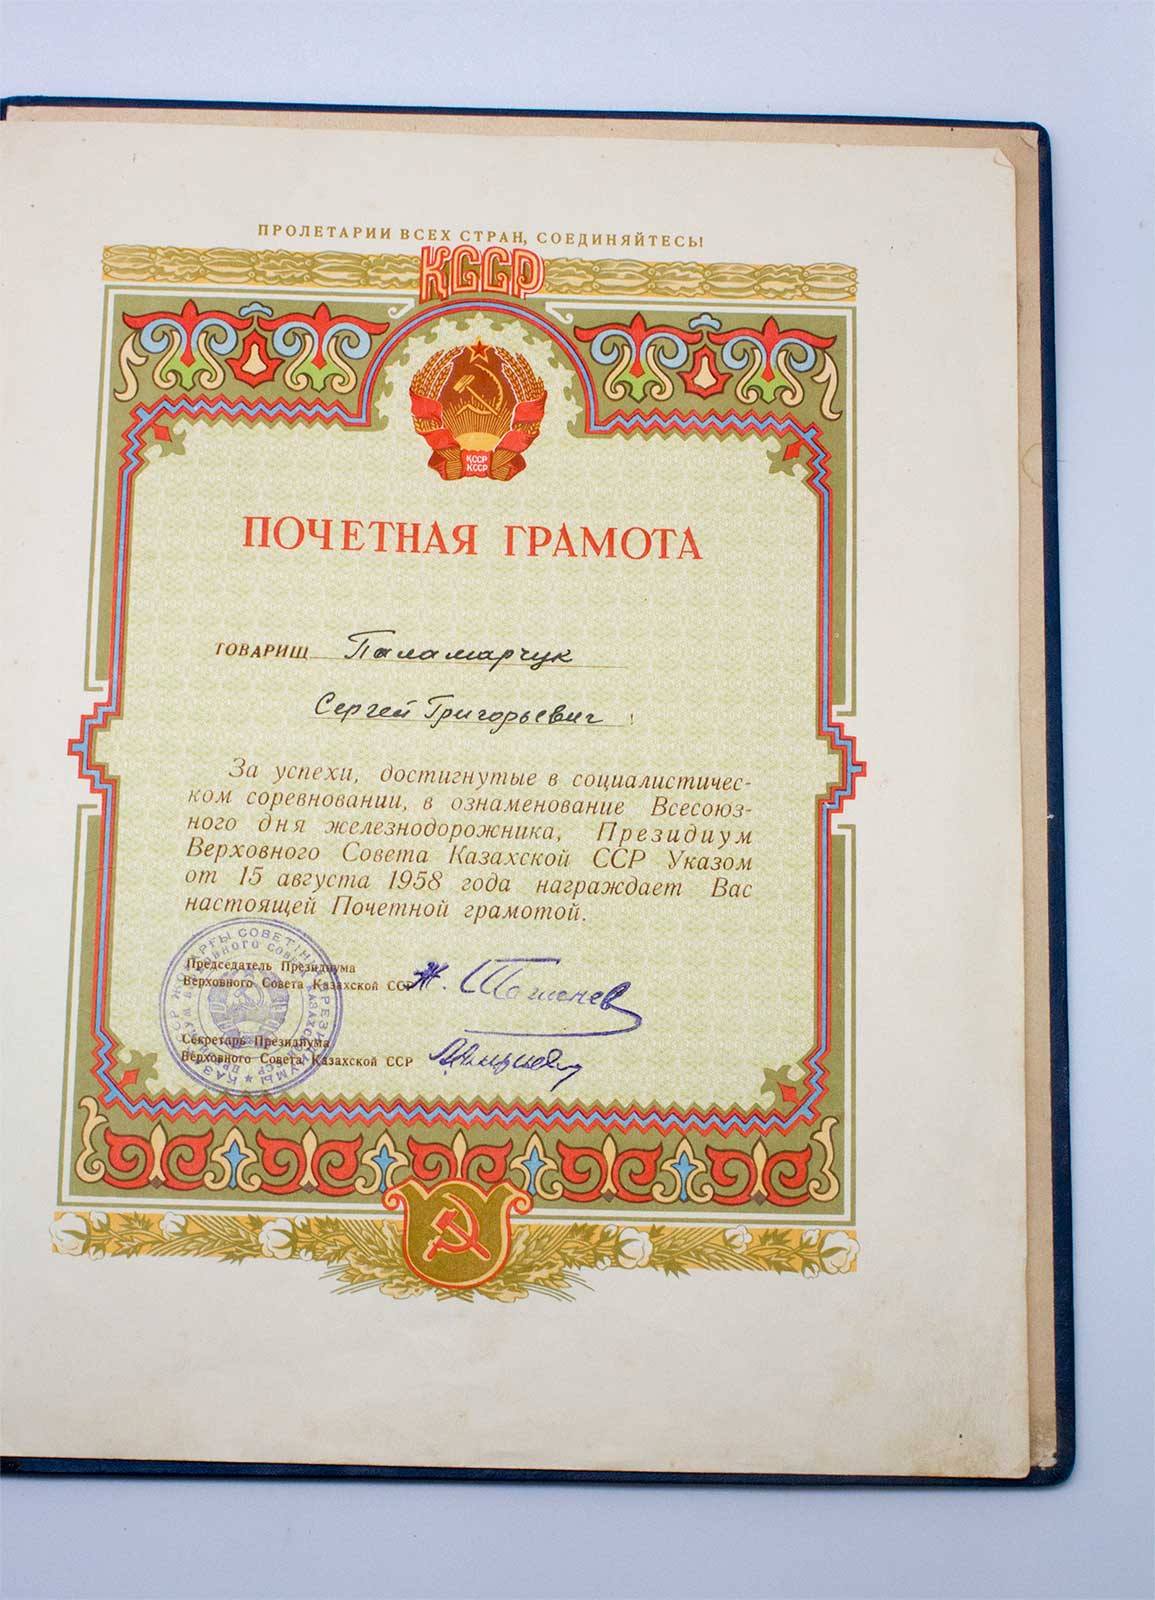 ПРОЛЕТАРИИ ВСЕХ СТРАН, СОЕДИНЯЙТЕСЬ!
КССР
КССР
КССР
ПОЧЕТНАЯ ГРАМОТА
ТОВАРИЩ Паламарчук
Сергей Григорьевич !
За успехи, достигнутые в социалистичес-
ком соревновании, в ознаменование Всесоюз-
ного дня железнодорожника, Президиум
Верховного Совета Казахской ССР Указом
от 15 августа 1958 года награждает Вас
настоящей Почетной грамотой.
Председатель Президиума
Верховного Совета Казахской ССР Ж. Ташенев
Секретарь Президиума
Верховного Совета Казахской ССР